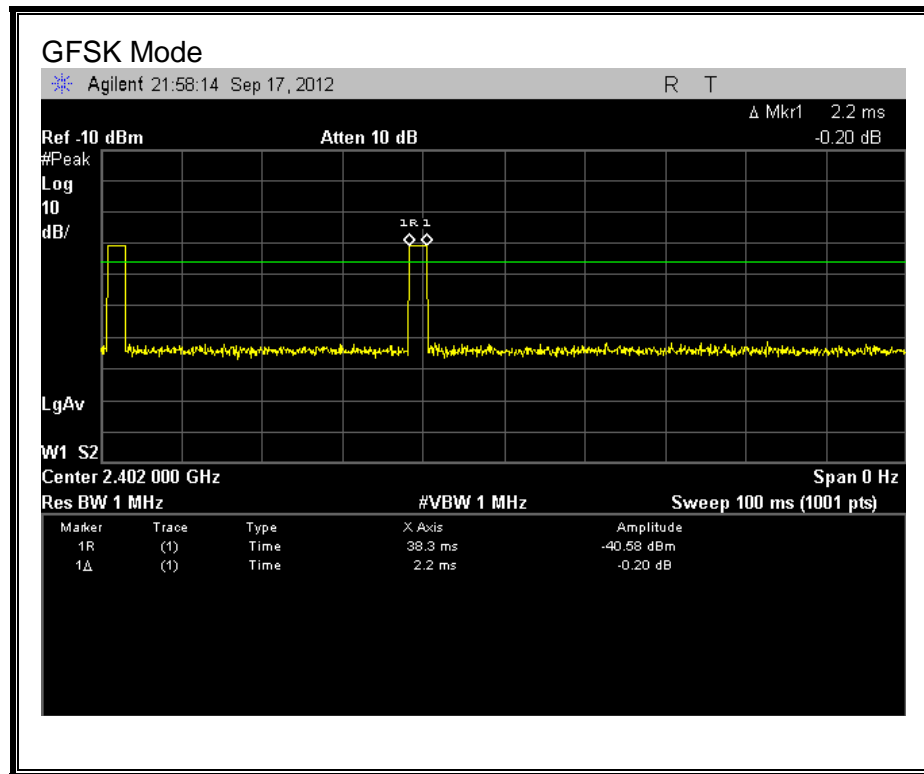 GFSK Mode
Agilent 21:58:14 Sep 17, 2012 R T
Δ Mkr1 2.2 ms
Ref -10 dBm Atten 10 dB -0.20 dB
#Peak
Log
10
dB/
1R 1
LgAv
W1 S2
Center 2.402 000 GHz Span 0 Hz
Res BW 1 MHz #VBW 1 MHz Sweep 100 ms (1001 pts)
Marker Trace Type X Axis Amplitude
1R (1) Time 38.3 ms -40.58 dBm
1Δ (1) Time 2.2 ms -0.20 dB